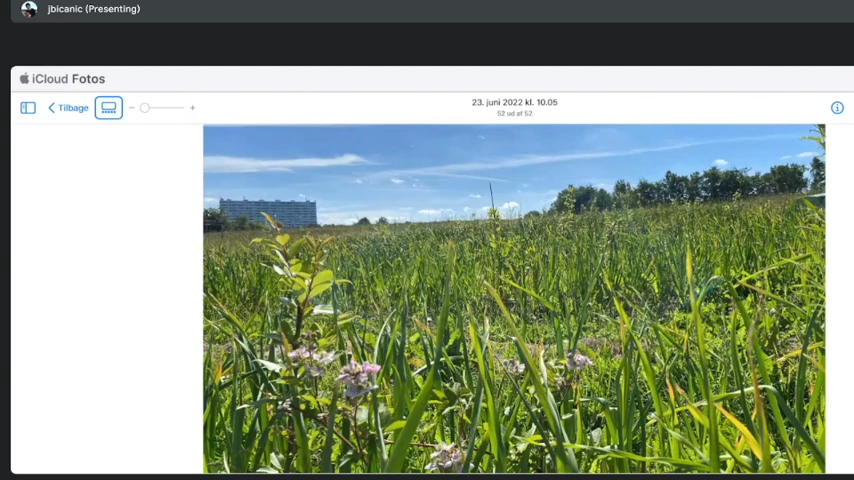 jbicanic (Presenting)
iCloud Fotos
Tilbage
23. juni 2022 kl. 10.05
52 ud af 52